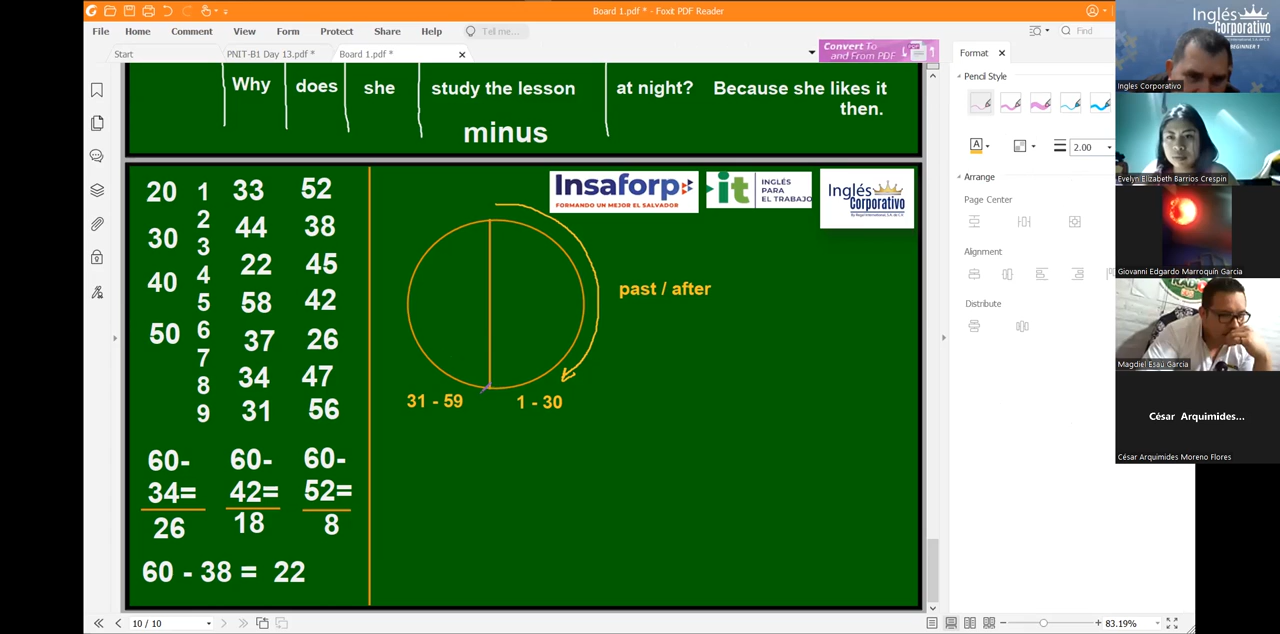 Board 1.pdf * - Foxit PDF Reader
File Home Comment View Form Protect Share Help Tell me... Find
Start PNIT-B1 Day 13.pdf * Board 1.pdf *
Convert To
and From PDF
Format
Pencil Style
2.00
Arrange
Page Center
Alignment
Distribute
Why does she study the lesson at night? Because she likes it
then.
minus
20 1 33 52
2 44 38
30 3
22 45
40 4
5 58 42
50 6 37 26
7
8 34 47
9 31 56
60- 60- 60-
34= 42= 52=
26 18 8
60 - 38 = 22
Insaforp
FORMANDO UN MEJOR EL SALVADOR
it INGLÉS
PARA
EL TRABAJO
Inglés
Corporativo
past / after
31 - 59 1 - 30
10 / 10
83.19%
Inglés
Corporativo
BEGINNER 1
Ingles Corporativo
Evelyn Elizabeth Barrios Crespin
Giovanni Edgardo Marroquín Garcia
Magdiel Esaú García
César Arquimides...
César Arquimides Moreno Flores